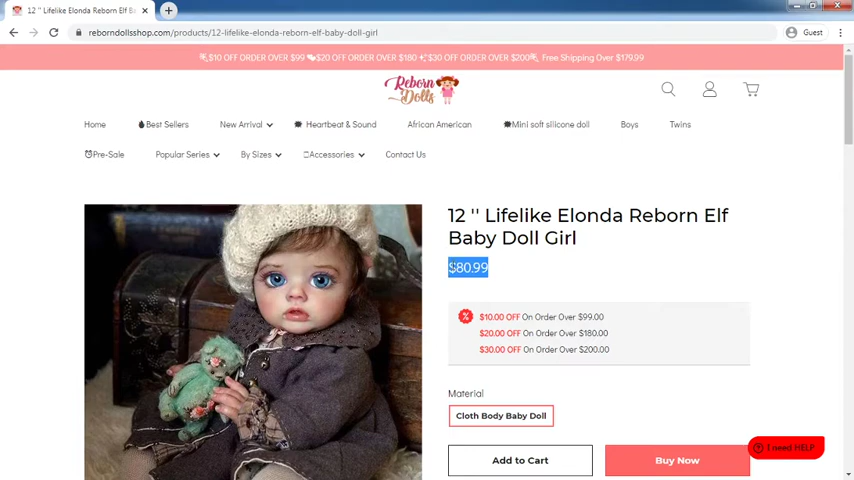 12 '' Lifelike Elonda Reborn Elf Ba
Guest
reborndollsshop.com/products/12-lifelike-elonda-reborn-elf-baby-doll-girl
$10 OFF ORDER OVER $99 $20 OFF ORDER OVER $180 $30 OFF ORDER OVER $200 Free Shipping Over $179.99
Reborn
Dolls
Home Best Sellers New Arrival Heartbeat & Sound African American Mini soft silicone doll Boys Twins
Pre-Sale Popular Series By Sizes Accessories Contact Us
12 '' Lifelike Elonda Reborn Elf
Baby Doll Girl
$80.99
$10.00 OFF On Order Over $99.00
$20.00 OFF On Order Over $180.00
$30.00 OFF On Order Over $200.00
Material
Cloth Body Baby Doll
Add to Cart Buy Now
I need HELP